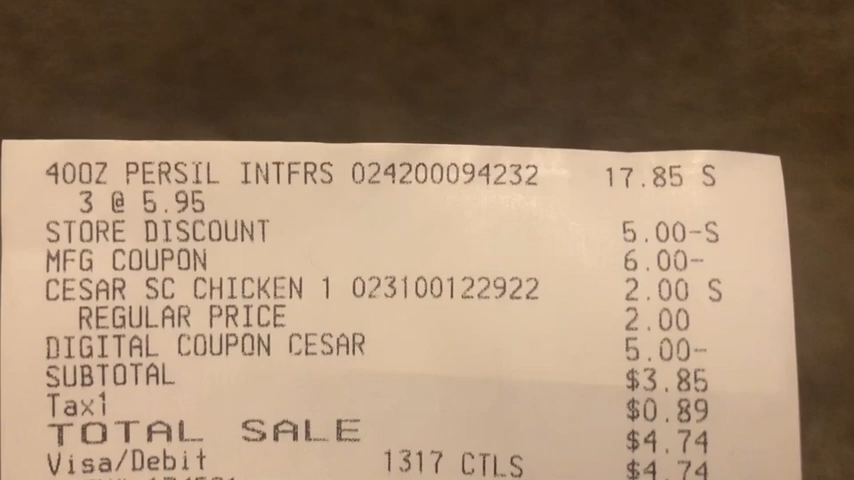 40OZ PERSIL INTFRS 024200094232 17.85 S
3 @ 5.95
STORE DISCOUNT 5.00-S
MFG COUPON 6.00-
CESAR SC CHICKEN 1 023100122922 2.00 S
REGULAR PRICE 2.00
DIGITAL COUPON CESAR 5.00-
SUBTOTAL $3.85
Tax1 $0.89
TOTAL SALE $4.74
Visa/Debit 1317 CTLS $4.74